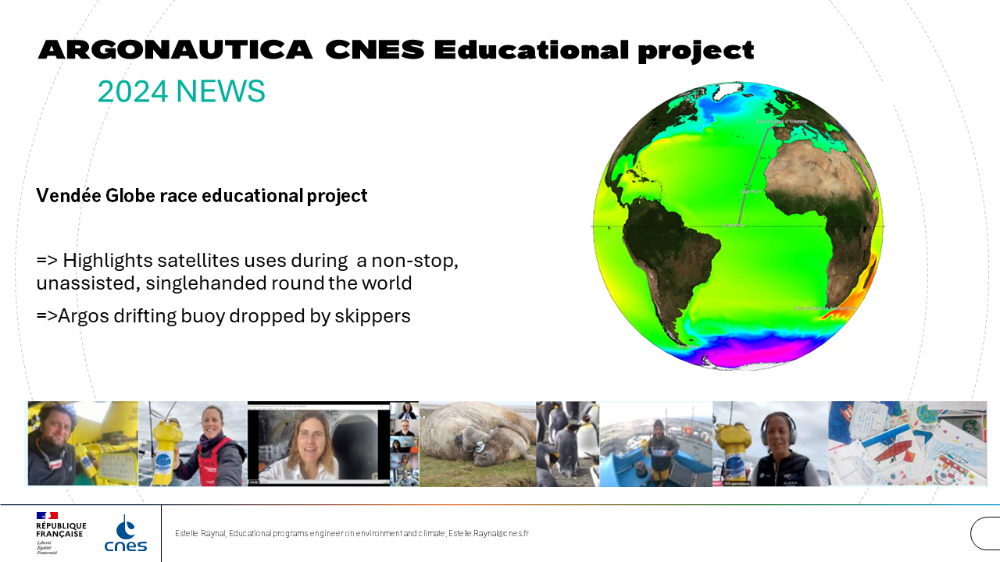 ARGONAUTICA CNES Educational project
2024 NEWS
Vendée Globe race educational project
=> Highlights satellites uses during a non-stop,
unassisted, singlehanded round the world
=>Argos drifting buoy dropped by skippers
RÉPUBLIQUE
FRANÇAISE
Liberté
Égalité
Fraternité
cnes
Estelle Raynal, Educational programs engineer on environment and climate, Estelle.Raynal@cnes.fr